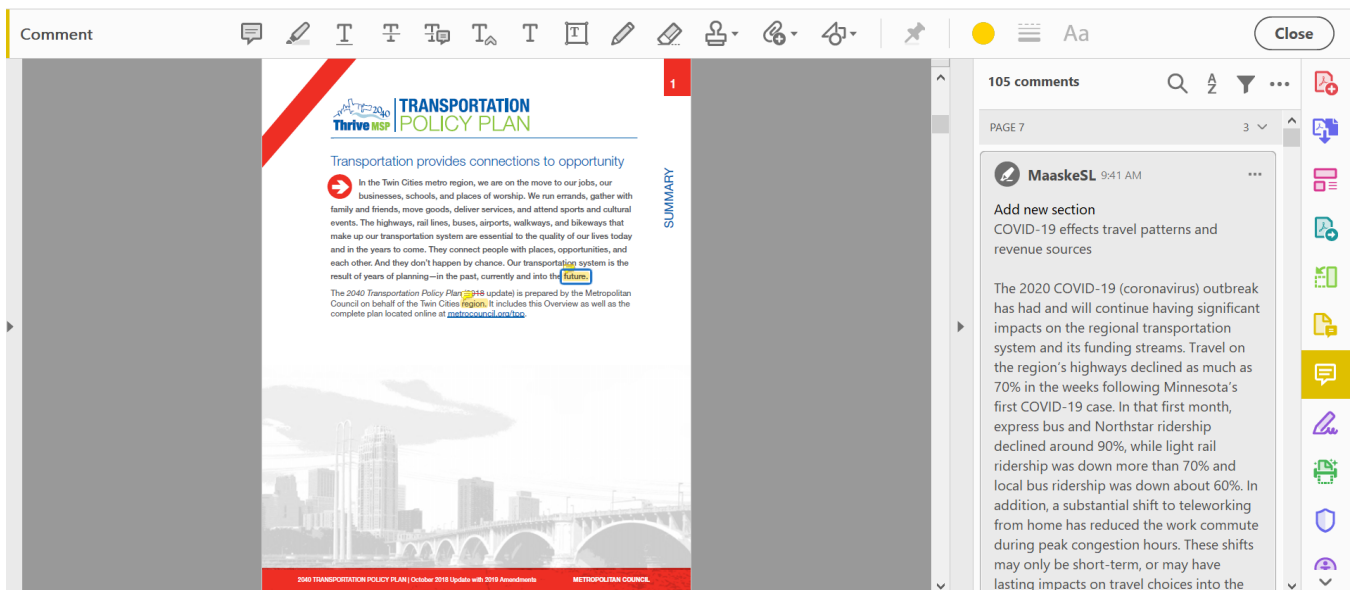 Comment
T
T
T
T
T
T
Aa
Close
1
2040
Thrive MSP
TRANSPORTATION
POLICY PLAN
Transportation provides connections to opportunity
In the Twin Cities metro region, we are on the move to our jobs, our
businesses, schools, and places of worship. We run errands, gather with
family and friends, move goods, deliver services, and attend sports and cultural
events. The highways, rail lines, buses, airports, walkways, and bikeways that
make up our transportation system are essential to the quality of our lives today
and in the years to come. They connect people with places, opportunities, and
each other. And they don't happen by chance. Our transportation system is the
result of years of planning—in the past, currently and into the future.
The 2040 Transportation Policy Plan (2018 update) is prepared by the Metropolitan
Council on behalf of the Twin Cities region. It includes this Overview as well as the
complete plan located online at metrocouncil.org/tpp.
SUMMARY
2040 TRANSPORTATION POLICY PLAN | October 2018 Update with 2019 Amendments
METROPOLITAN COUNCIL
105 comments
A
Z
PAGE 7
3
MaaskeSL 9:41 AM
Add new section
COVID-19 effects travel patterns and
revenue sources
The 2020 COVID-19 (coronavirus) outbreak
has had and will continue having significant
impacts on the regional transportation
system and its funding streams. Travel on
the region's highways declined as much as
70% in the weeks following Minnesota's
first COVID-19 case. In that first month,
express bus and Northstar ridership
declined around 90%, while light rail
ridership was down more than 70% and
local bus ridership was down about 60%. In
addition, a substantial shift to teleworking
from home has reduced the work commute
during peak congestion hours. These shifts
may only be short-term, or may have
lasting impacts on travel choices into the